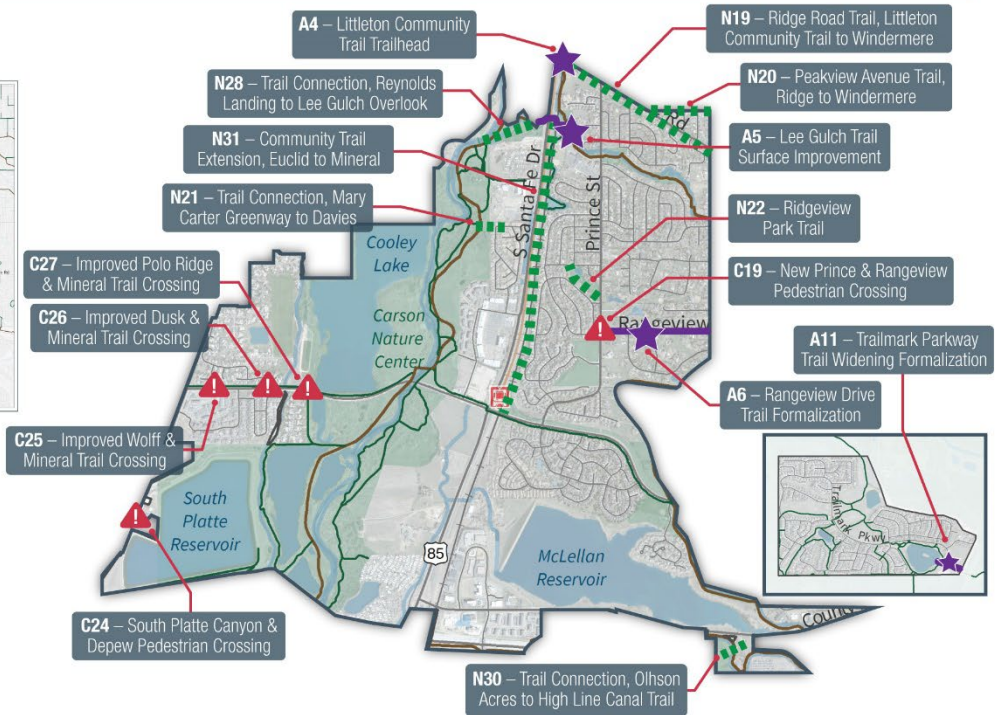 A4 – Littleton Community
Trail Trailhead
N19 – Ridge Road Trail, Littleton
Community Trail to Windermere
N28 – Trail Connection, Reynolds
Landing to Lee Gulch Overlook
N20 – Peakview Avenue Trail,
Ridge to Windermere
Rd
N31 – Community Trail
Extension, Euclid to Mineral
A5 – Lee Gulch Trail
Surface Improvement
N21 – Trail Connection, Mary
Carter Greenway to Davies
S Santa Fe Dr
Prince St
N22 – Ridgeview
Park Trail
Cooley
Lake
C27 – Improved Polo Ridge
& Mineral Trail Crossing
C19 – New Prince & Rangeview
Pedestrian Crossing
C26 – Improved Dusk &
Mineral Trail Crossing
Carson
Nature
Center
Rangeview
A11 – Trailmark Parkway
Trail Widening Formalization
A6 – Rangeview Drive
Trail Formalization
C25 – Improved Wolff &
Mineral Trail Crossing
South
Platte
Reservoir
85
McLellan
Reservoir
Trailmark Pkwy
C24 – South Platte Canyon &
Depew Pedestrian Crossing
Coun
N30 – Trail Connection, Olhson
Acres to High Line Canal Trail